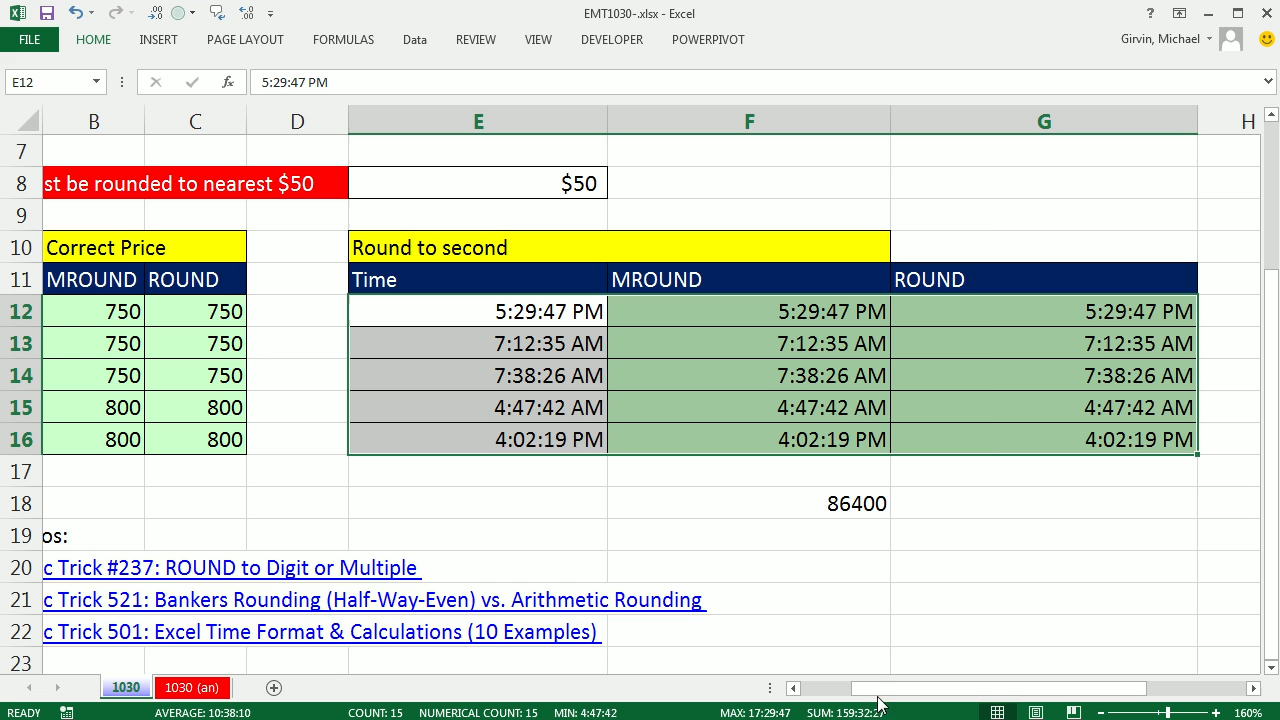 EMT1030-.xlsx - Excel
FILE HOME INSERT PAGE LAYOUT FORMULAS Data REVIEW VIEW DEVELOPER POWERPIVOT Girvin, Michael
E12 fx 5:29:47 PM
B C D E F G H
7
8 st be rounded to nearest $50 $50
9
10 Correct Price Round to second
11 MROUND ROUND Time MROUND ROUND
12 750 750 5:29:47 PM 5:29:47 PM 5:29:47 PM
13 750 750 7:12:35 AM 7:12:35 AM 7:12:35 AM
14 750 750 7:38:26 AM 7:38:26 AM 7:38:26 AM
15 800 800 4:47:42 AM 4:47:42 AM 4:47:42 AM
16 800 800 4:02:19 PM 4:02:19 PM 4:02:19 PM
17
18 86400
19 os:
20 c Trick #237: ROUND to Digit or Multiple
21 c Trick 521: Bankers Rounding (Half-Way-Even) vs. Arithmetic Rounding
22 c Trick 501: Excel Time Format & Calculations (10 Examples)
23
1030 1030 (an)
READY AVERAGE: 10:38:10 COUNT: 15 NUMERICAL COUNT: 15 MIN: 4:47:42 MAX: 17:29:47 SUM: 159:32:27 160%